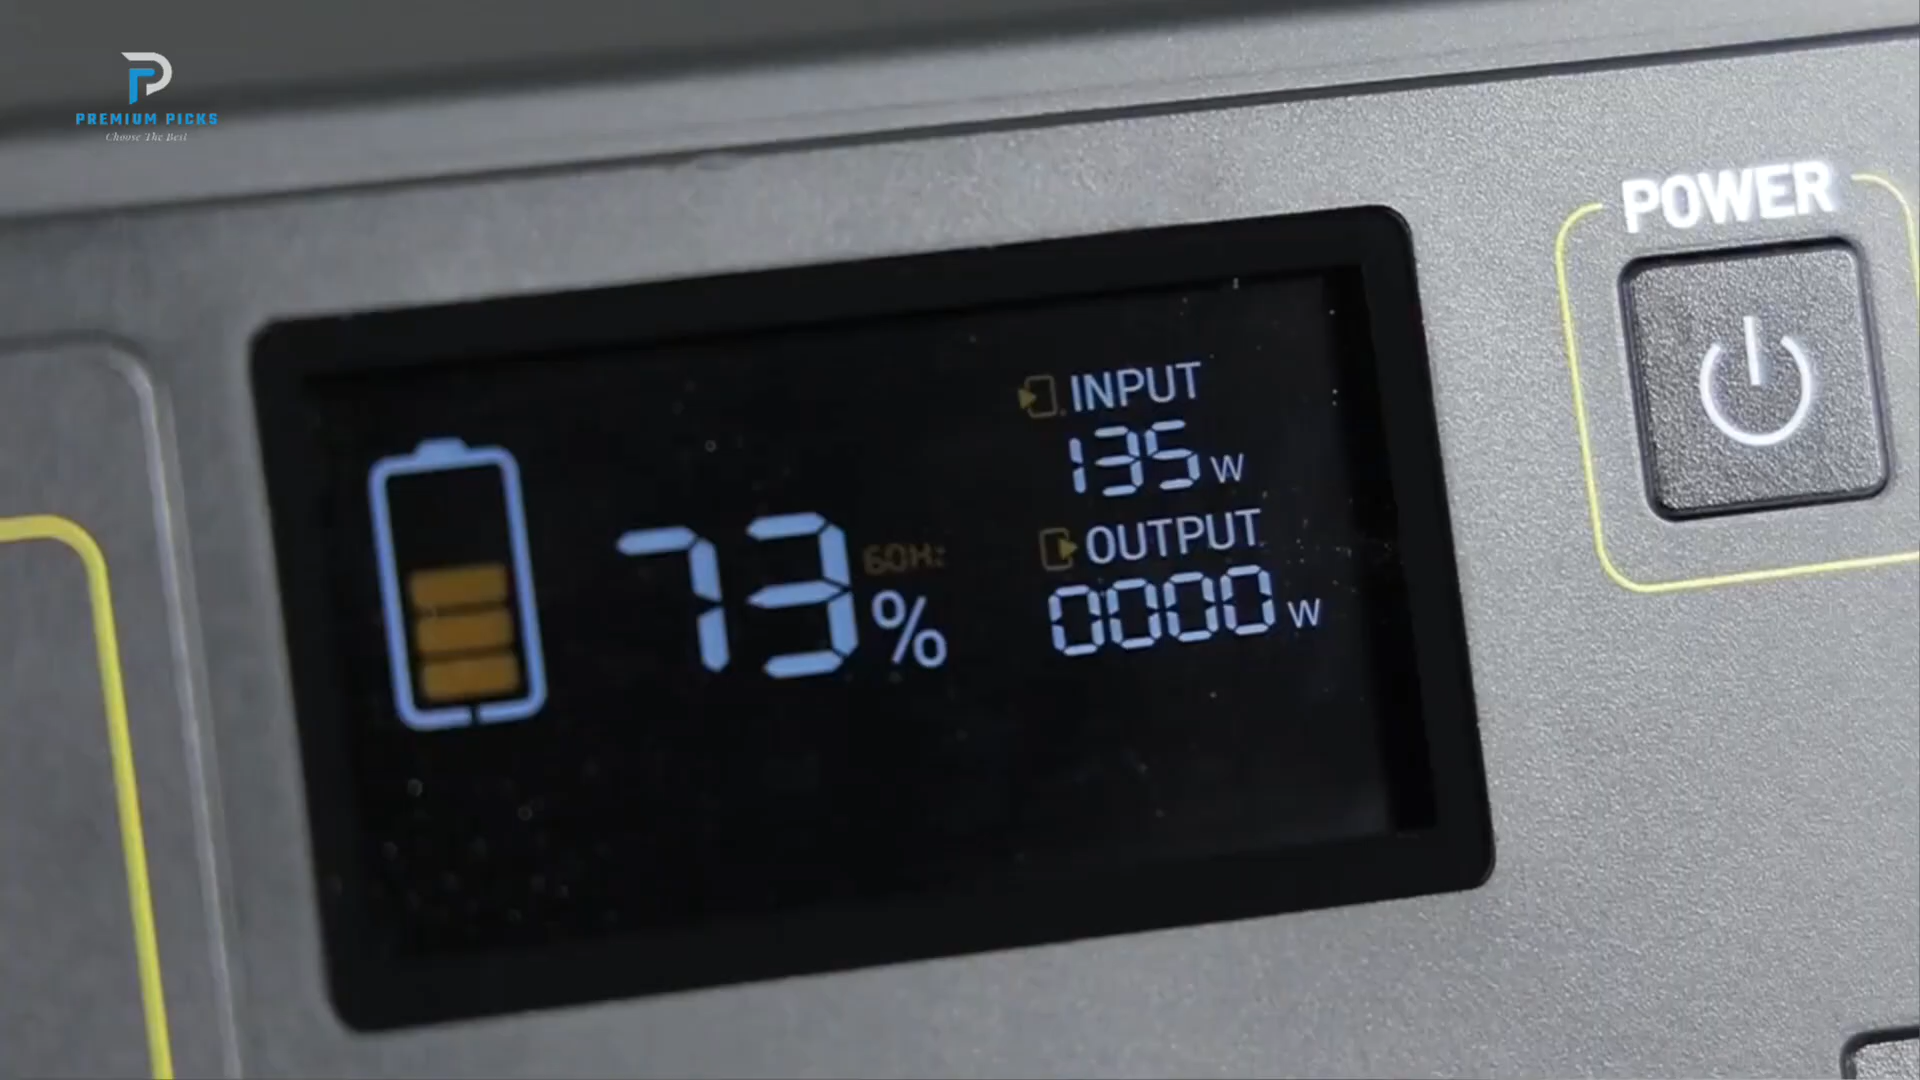 PREMIUM PICKS
Choose The Best
POWER
INPUT
135 W
73 %
60Hz
OUTPUT
0000 W